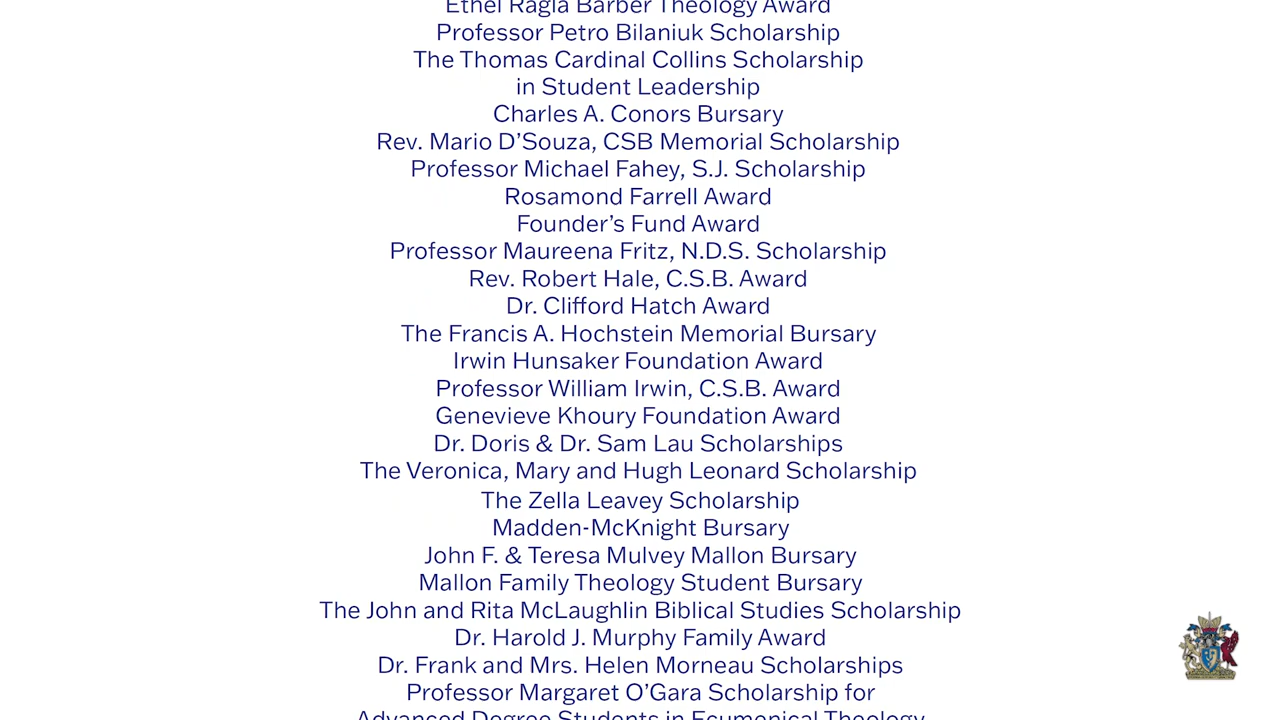 Ethel Ragla Barber Theology Award
Professor Petro Bilaniuk Scholarship
The Thomas Cardinal Collins Scholarship
in Student Leadership
Charles A. Conors Bursary
Rev. Mario D’Souza, CSB Memorial Scholarship
Professor Michael Fahey, S.J. Scholarship
Rosamond Farrell Award
Founder’s Fund Award
Professor Maureena Fritz, N.D.S. Scholarship
Rev. Robert Hale, C.S.B. Award
Dr. Clifford Hatch Award
The Francis A. Hochstein Memorial Bursary
Irwin Hunsaker Foundation Award
Professor William Irwin, C.S.B. Award
Genevieve Khoury Foundation Award
Dr. Doris & Dr. Sam Lau Scholarships
The Veronica, Mary and Hugh Leonard Scholarship
The Zella Leavey Scholarship
Madden-McKnight Bursary
John F. & Teresa Mulvey Mallon Bursary
Mallon Family Theology Student Bursary
The John and Rita McLaughlin Biblical Studies Scholarship
Dr. Harold J. Murphy Family Award
Dr. Frank and Mrs. Helen Morneau Scholarships
Professor Margaret O’Gara Scholarship for
Advanced Degree Students in Ecumenical Theology